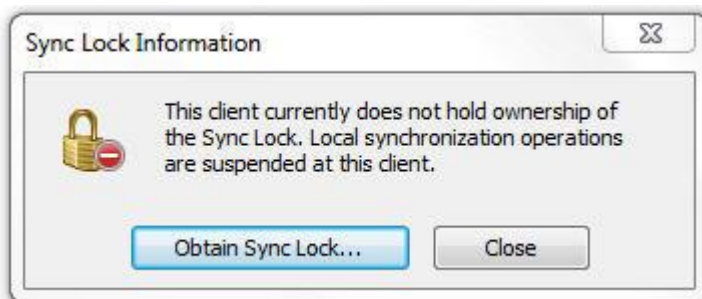 Sync Lock Information
This client currently does not hold ownership of
the Sync Lock. Local synchronization operations
are suspended at this client.
Obtain Sync Lock...
Close